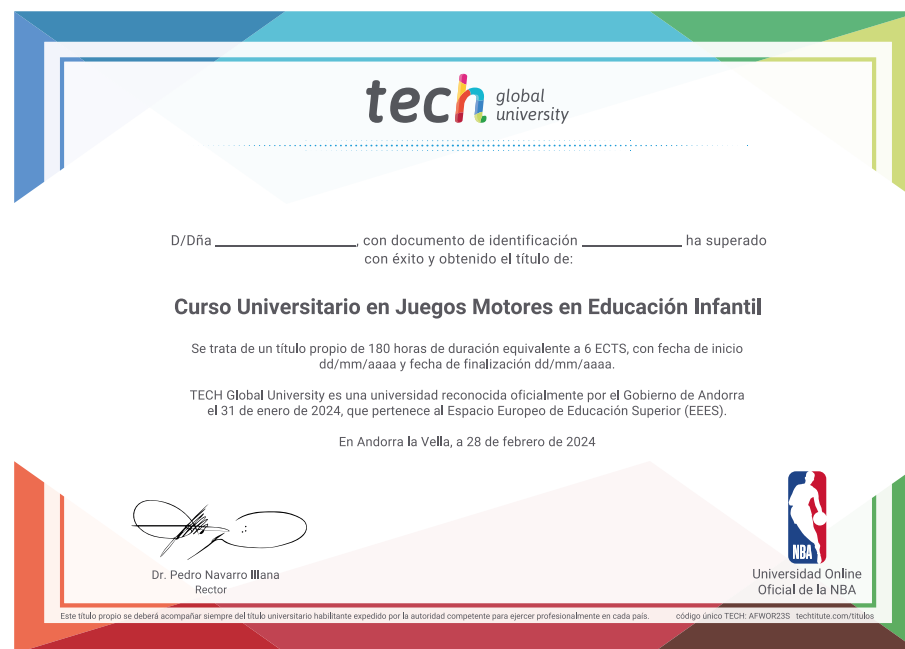 tech global university
D/Dña ______________, con documento de identificación __________ ha superado
con éxito y obtenido el título de:
Curso Universitario en Juegos Motores en Educación Infantil
Se trata de un título propio de 180 horas de duración equivalente a 6 ECTS, con fecha de inicio
dd/mm/aaaa y fecha de finalización dd/mm/aaaa.
TECH Global University es una universidad reconocida oficialmente por el Gobierno de Andorra
el 31 de enero de 2024, que pertenece al Espacio Europeo de Educación Superior (EEES).
En Andorra la Vella, a 28 de febrero de 2024
Dr. Pedro Navarro Illana
Rector
NBA
Universidad Online
Oficial de la NBA
Este título propio se deberá acompañar siempre del título universitario habilitante expedido por la autoridad competente para ejercer profesionalmente en cada país. código único TECH: AFWOR23S techtitute.com/titulos